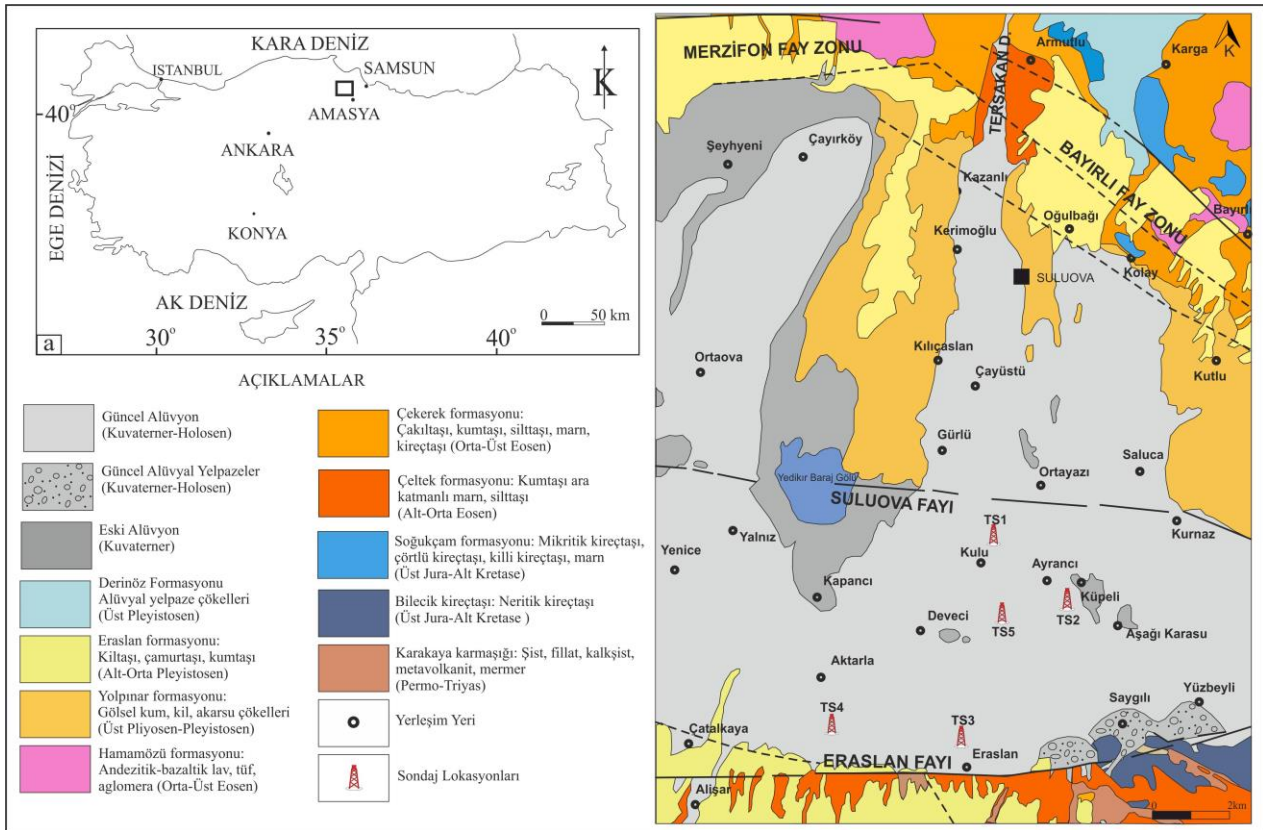 KARA DENİZ
ISTANBUL
SAMSUN
K
40°
AMASYA
ANKARA
EGE DENİZİ
KONYA
AK DENİZ
0 50 km
a
30° 35° 40°
AÇIKLAMALAR
Güncel Alüvyon
(Kuvaterner-Holosen)
Güncel Alüvyal Yelpazeler
(Kuvaterner-Holosen)
Eski Alüvyon
(Kuvaterner)
Derinöz Formasyonu
Alüvyal yelpaze çökelleri
(Üst Pleyistosen)
Eraslan formasyonu:
Kiltaşı, çamurtaşı, kumtaşı
(Alt-Orta Pleyistosen)
Yolpınar formasyonu:
Gölsel kum, kil, akarsu çökelleri
(Üst Pliyosen-Pleyistosen)
Hamamözü formasyonu:
Andezitik-bazaltik lav, tüf,
aglomera (Orta-Üst Eosen)
Çekerek formasyonu:
Çakıltaşı, kumtaşı, silttaşı, marn,
kireçtaşı (Orta-Üst Eosen)
Çeltek formasyonu: Kumtaşı ara
katmanlı marn, silttaşı
(Alt-Orta Eosen)
Soğukçam formasyonu: Mikritik kireçtaşı,
çörtlü kireçtaşı, killi kireçtaşı, marn
(Üst Jura-Alt Kretase)
Bilecik kireçtaşı: Neritik kireçtaşı
(Üst Jura-Alt Kretase )
Karakaya karmaşığı: Şist, fillat, kalkşist,
metavolkanit, mermer
(Permo-Triyas)
Yerleşim Yeri
Sondaj Lokasyonları
MERZİFON FAY ZONU
TERSAKAN D.
Armutlu
Karga
K
Şeyhyeni
Çayırköy
BAYIRLI FAY ZONU
Kazanlı
Bayırlı
Oğulbağı
Kerimoğlu
Kolay
SULUOVA
Kılıçaslan
Ortaova
Çayüstü
Kutlu
Gürlü
Saluca
Yedikır Baraj Gölü
Ortayazı
SULUOVA FAYI
TS1
Kurnaz
Yalnız
Yenice
Kulu
Ayrancı
Kapancı
Küpeli
TS2
TS5
Deveci
Aşağı Karasu
Aktarla
Yüzbeyli
Saygılı
TS4
TS3
Çatalkaya
Eraslan
ERASLAN FAYI
Alişar
0 2km